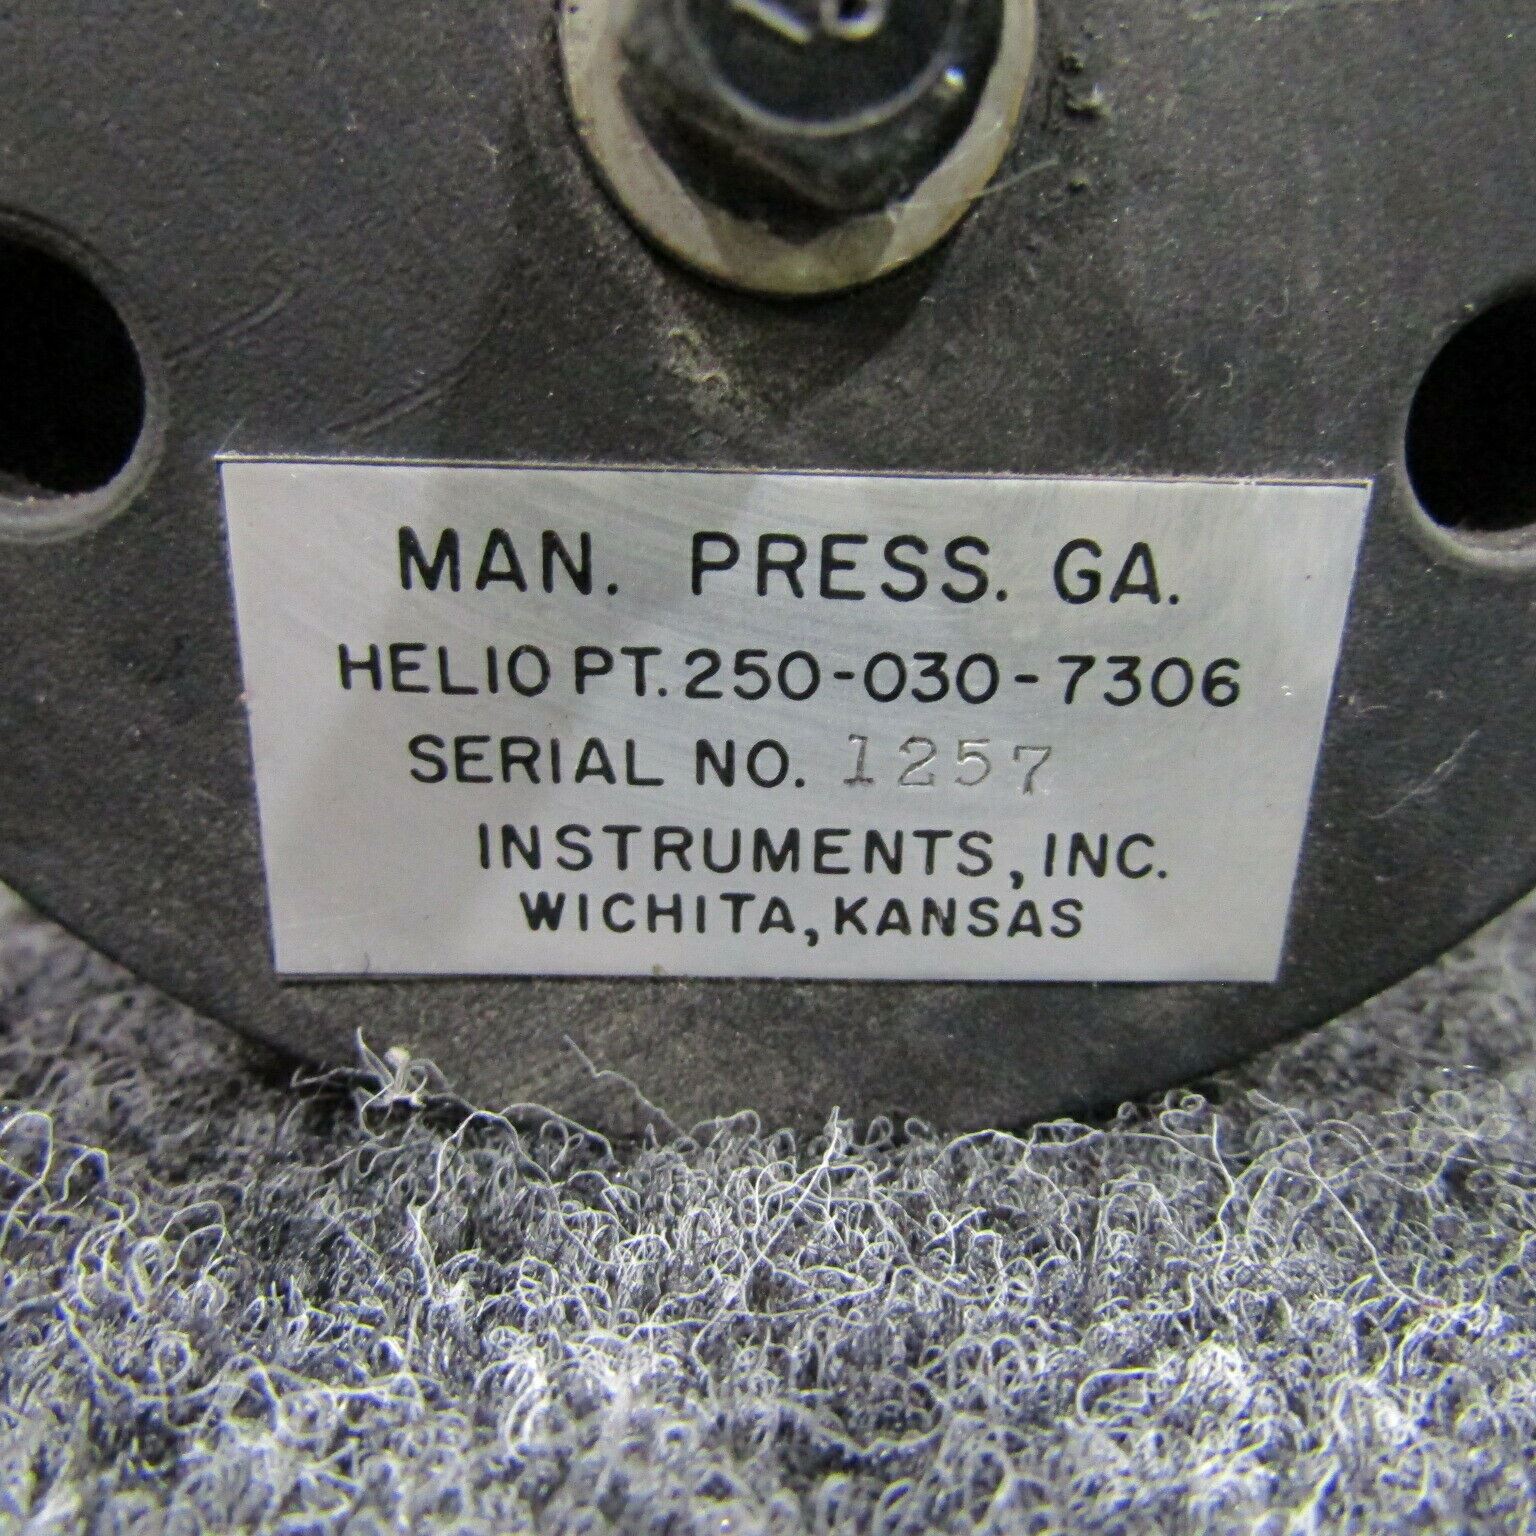 MAN. PRESS. GA.
HELIO PT. 250-030-7306
SERIAL NO. 1257
INSTRUMENTS, INC.
WICHITA, KANSAS